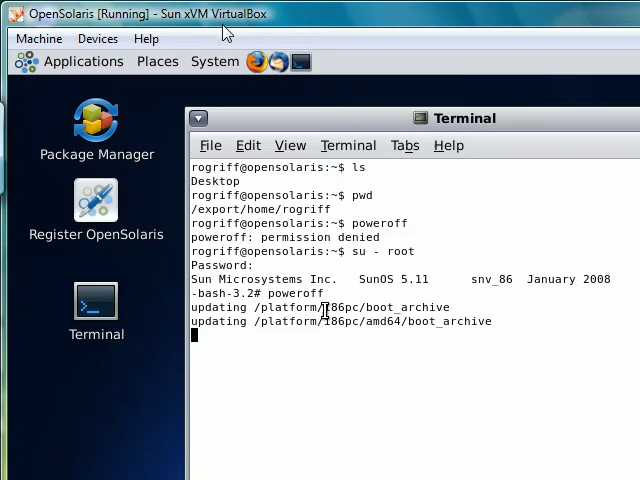 OpenSolaris [Running] - Sun xVM VirtualBox
Machine Devices Help
Applications Places System
Terminal
File Edit View Terminal Tabs Help
Package Manager
Register OpenSolaris
Terminal
rogriff@opensolaris:~$ ls
Desktop
rogriff@opensolaris:~$ pwd
/export/home/rogriff
rogriff@opensolaris:~$ poweroff
poweroff: permission denied
rogriff@opensolaris:~$ su - root
Password:
Sun Microsystems Inc. SunOS 5.11 snv_86 January 2008
-bash-3.2# poweroff
updating /platform/i86pc/boot_archive
updating /platform/i86pc/amd64/boot_archive